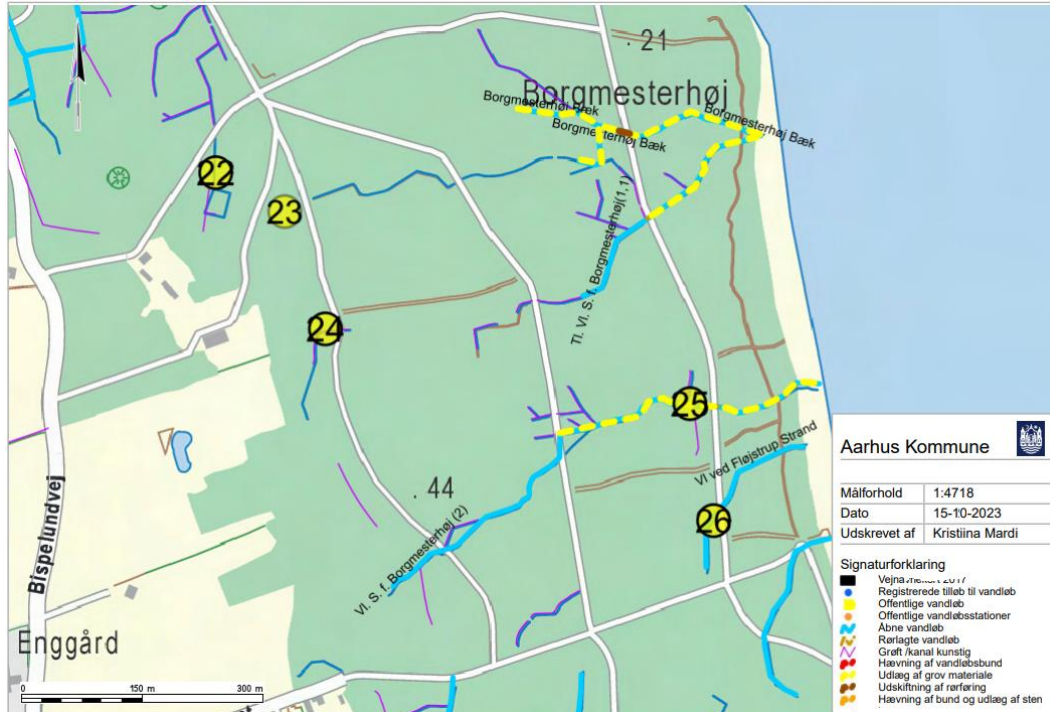 21
Borgmesterhøj
Borgmesterhøj Bæk
Borgmesterhøj Bæk
Borgmesterhøj Bæk
22
23
Tl. Vl. S. f. Borgmesterhøj(1,1)
24
25
Vl ved Fløjstrup Strand
44
26
Vl. S. f. Borgmesterhøj (2)
Bispelundvej
Enggård
0 150 m 300 m
Aarhus Kommune
Målforhold 1:4718
Dato 15-10-2023
Udskrevet af Kristiina Mardi
Signaturforklaring
2017
Registrerede tilløb til vandløb
Offentlige vandløb
Offentlige vandløbsstationer
Åbne vandløb
Rørlagte vandløb
Grøft /kanal kunstig
Hævning af vandløbsbund
Udlæg af grov materiale
Udskiftning af rørføring
Hævning af bund og udlæg af sten